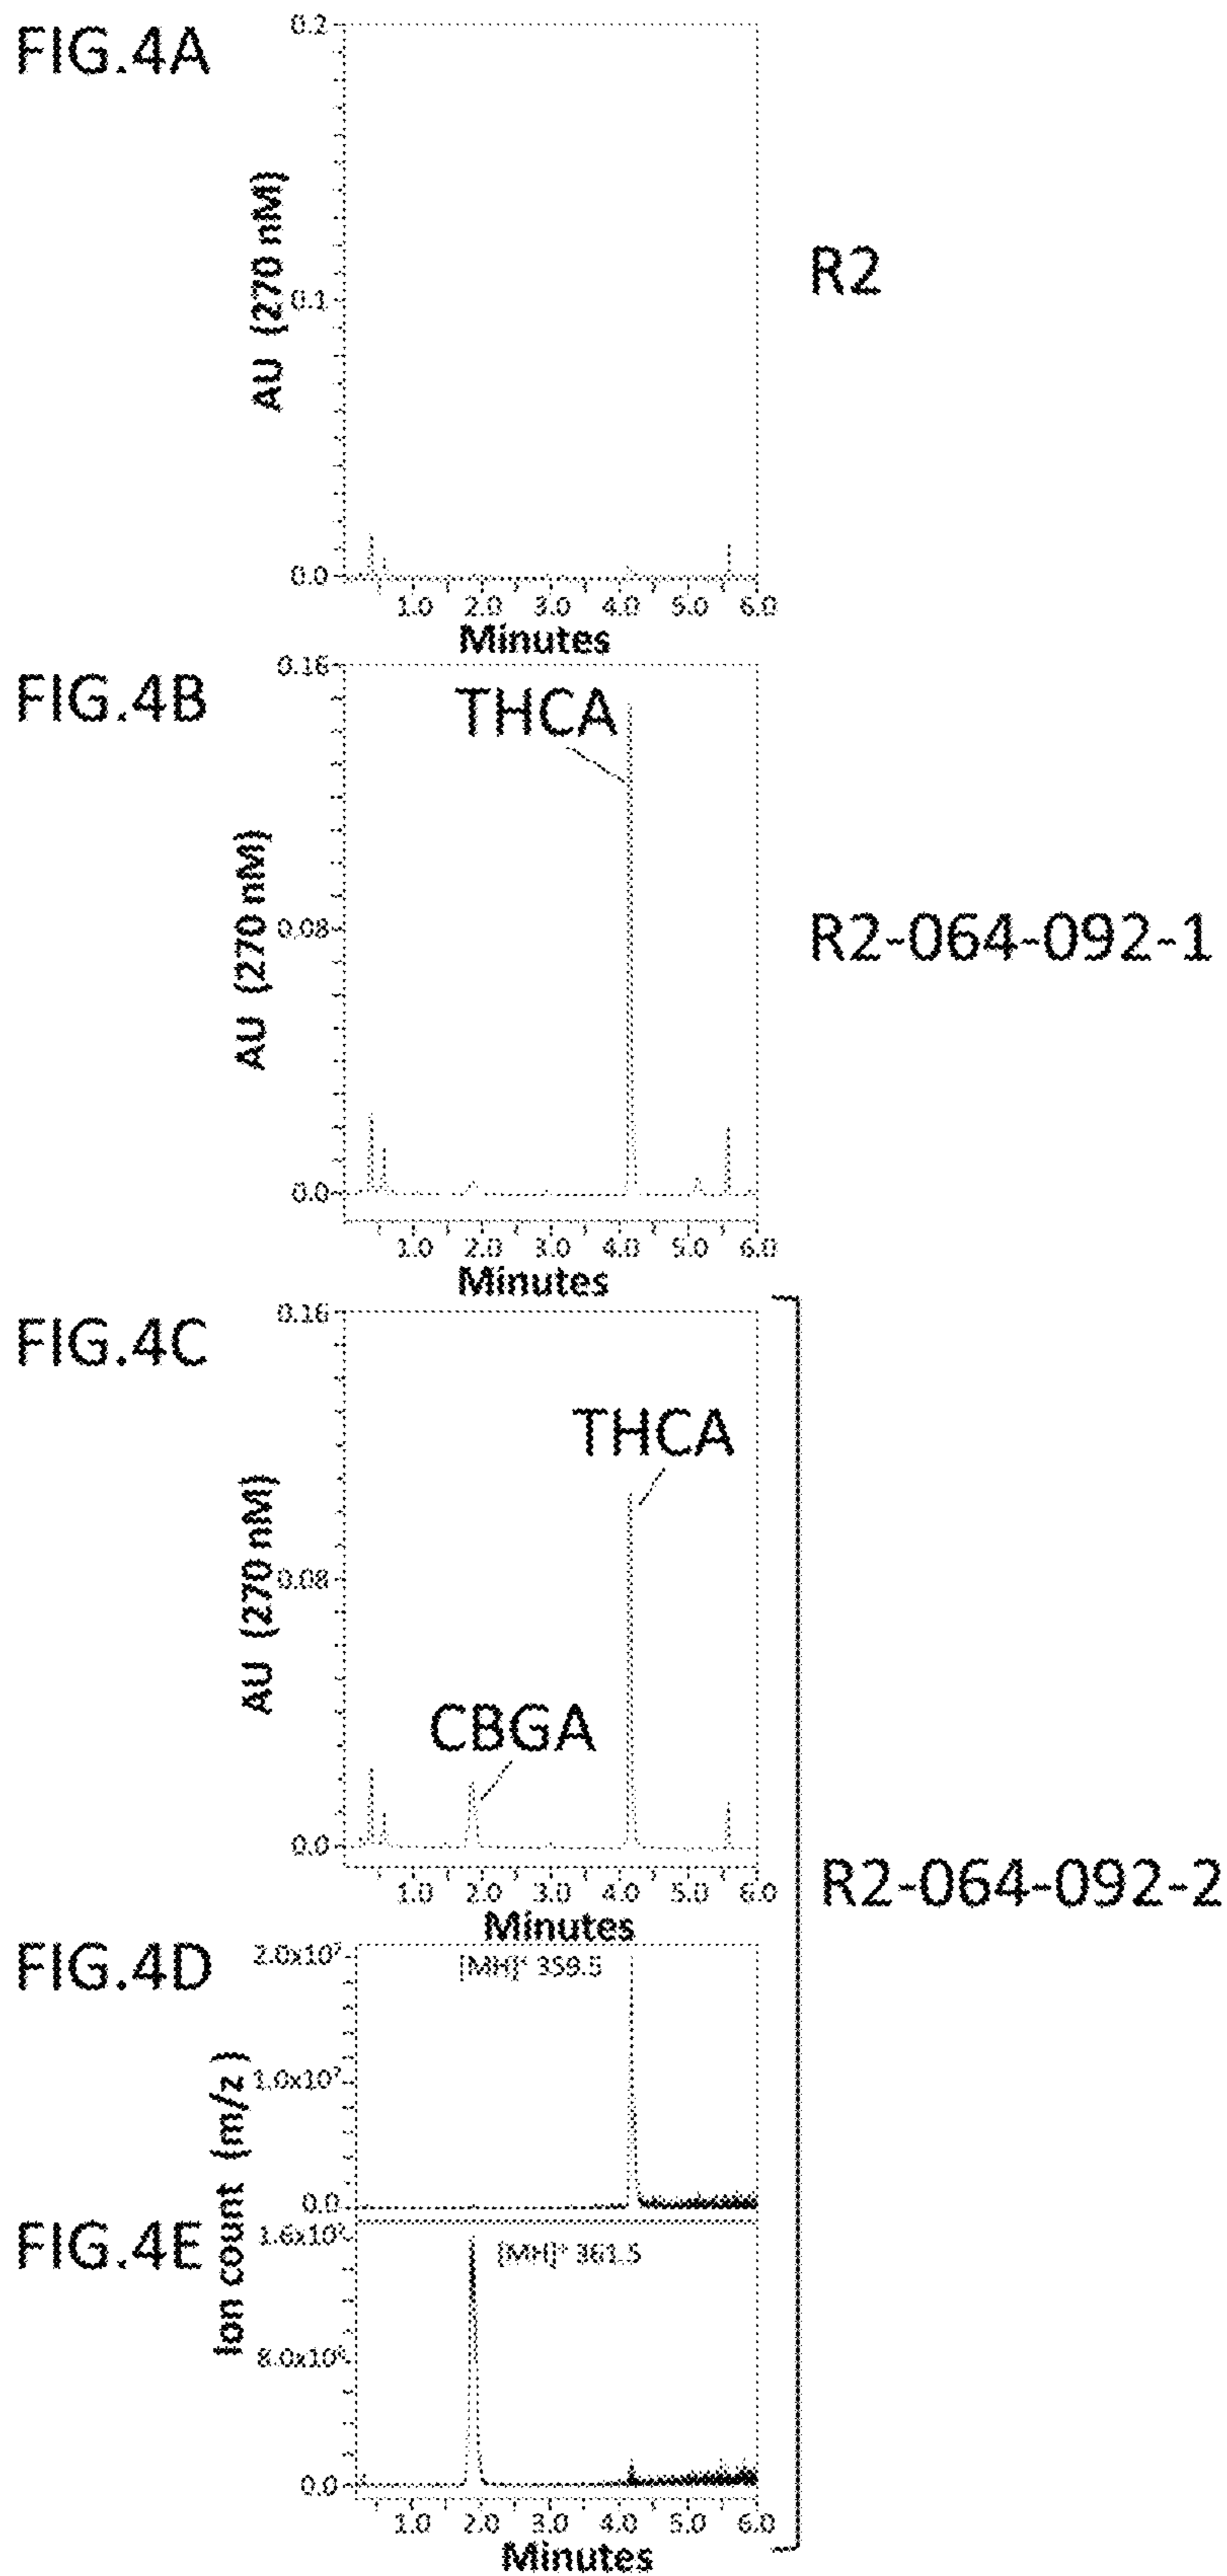 FIG.4A
0.2
AU (270 nM)
0.1
R2
0.0
1.0 2.0 3.0 4.0 5.0 6.0
Minutes
FIG.4B
0.16
THCA
AU (270 nM)
0.08
R2-064-092-1
0.0
1.0 2.0 3.0 4.0 5.0 6.0
Minutes
FIG.4C
0.16
THCA
AU (270 nM)
0.08
CBGA
0.0
1.0 2.0 3.0 4.0 5.0 6.0
Minutes
R2-064-092-2
FIG.4D
2.0x10⁷
[MH]⁺ 359.5
Ion count (m/z)
1.0x10⁷
0.0
FIG.4E
[MH]⁺ 361.5
0.0
1.0 2.0 3.0 4.0 5.0 6.0
Minutes